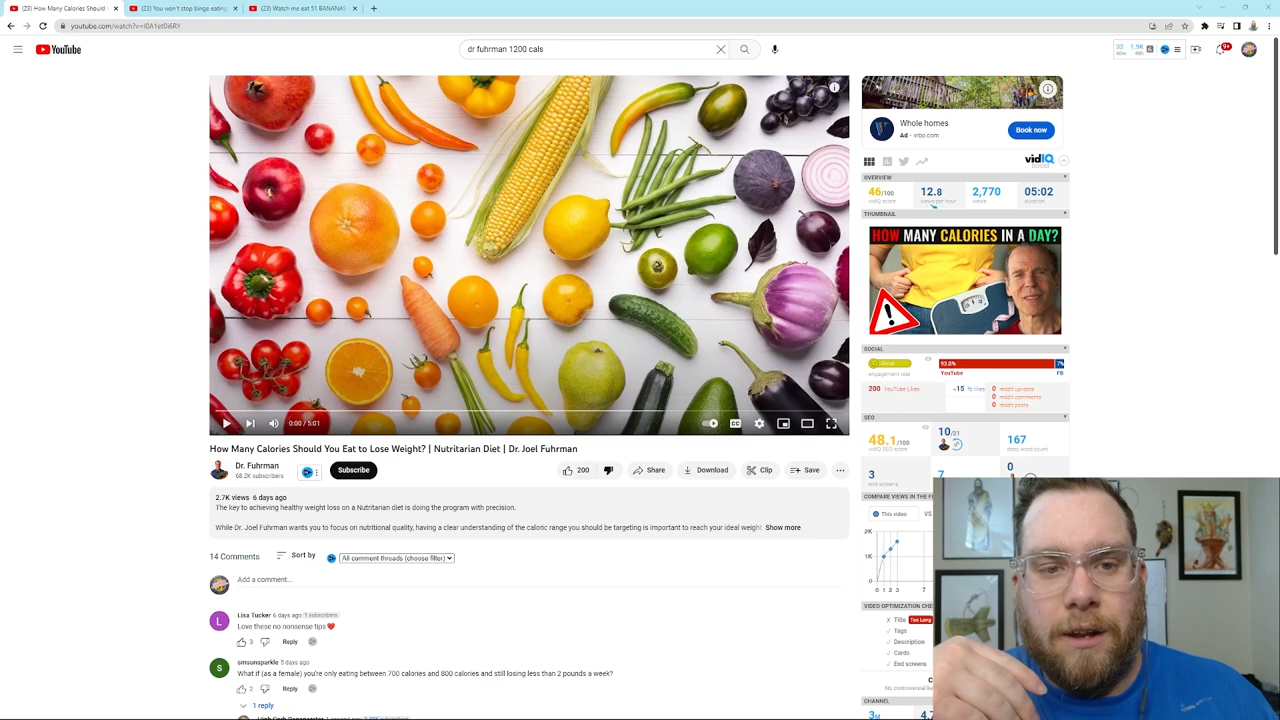 (23) How Many Calories Should
(23) You won't stop binge eating
(23) Watch me eat 51 BANANAS
youtube.com/watch?v=I0A1et0i6RY
YouTube
dr fuhrman 1200 cals
9+
Whole homes
Ad · vrbo.com
Book now
vidIQ
BOOST
OVERVIEW
46/100
12.8
2,770
05:02
vidIQ score
views per hour
views
duration
THUMBNAIL
HOW MANY CALORIES IN A DAY?
SOCIAL
93.0%
7%
engagement rate
YouTube
FB
200 YouTube Likes
15
0 reddit upvotes
0 reddit comments
0 reddit posts
SEO
48.1/100
10/21
167
vidIQ SEO score
desc word count
3
7
0
end screens
0:00 / 5:01
How Many Calories Should You Eat to Lose Weight? | Nutritarian Diet | Dr. Joel Fuhrman
Dr. Fuhrman
68.2K subscribers
Subscribe
200
Share
Download
Clip
Save
2.7K views 6 days ago
The key to achieving healthy weight loss on a Nutritarian diet is doing the program with precision.
While Dr. Joel Fuhrman wants you to focus on nutritional quality, having a clear understanding of the caloric range you should be targeting is important to reach your ideal weight. Show more
14 Comments
Sort by
All comment threads (choose filter)
Add a comment...
L
Lisa Tucker 6 days ago 1 subscribers
Love these no nonsense tips❤️
3
Reply
S
smsunsparkle 5 days ago
What if (as a female) you're only eating between 700 calories and 800 calories and still losing less than 2 pounds a week?
2
Reply
1 reply
COMPARE VIEWS IN THE F
This video
VS
2K
1K
0
0 1 2 3 7
VIDEO OPTIMIZATION CHE
Title Too Long
Tags
Description
Cards
End screens
No controversial ke
CHANNEL
3M
4.7